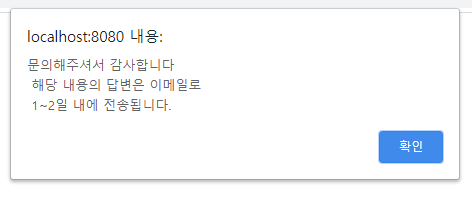 localhost:8080 내용:
문의해주셔서 감사합니다
해당 내용의 답변은 이메일로
1~2일 내에 전송됩니다.
확인